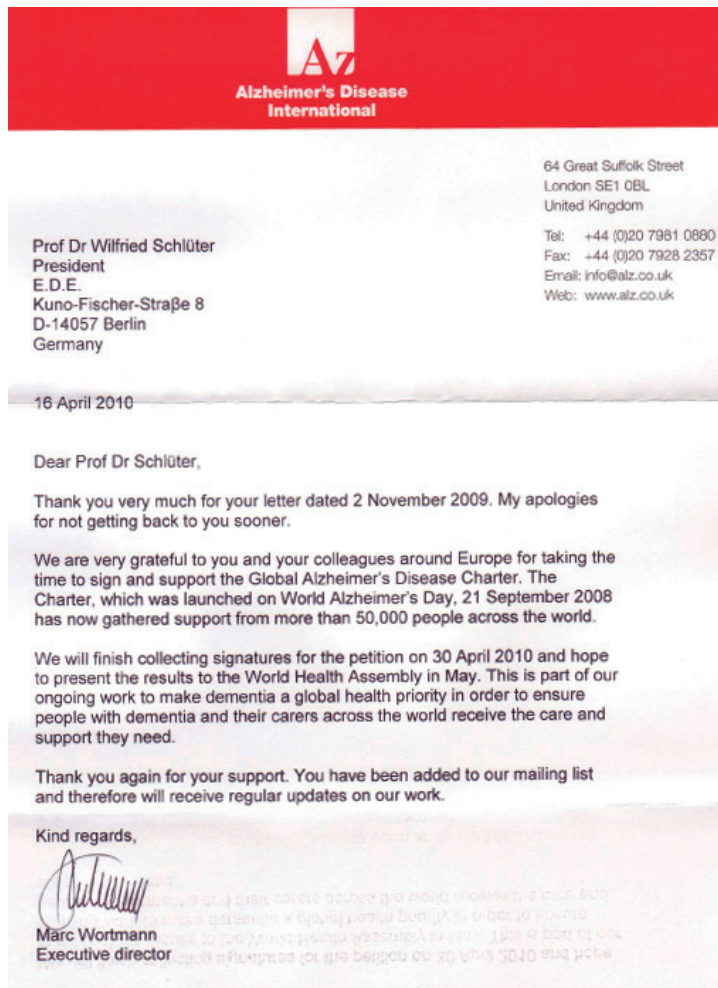 Az
Alzheimer's Disease
International
64 Great Suffolk Street
London SE1 0BL
United Kingdom
Tel: +44 (0)20 7981 0880
Fax: +44 (0)20 7928 2357
Email: info@alz.co.uk
Web: www.alz.co.uk
Prof Dr Wilfried Schlüter
President
E.D.E.
Kuno-Fischer-Straβe 8
D-14057 Berlin
Germany
16 April 2010
Dear Prof Dr Schlüter,
Thank you very much for your letter dated 2 November 2009. My apologies
for not getting back to you sooner.
We are very grateful to you and your colleagues around Europe for taking the
time to sign and support the Global Alzheimer's Disease Charter. The
Charter, which was launched on World Alzheimer's Day, 21 September 2008
has now gathered support from more than 50,000 people across the world.
We will finish collecting signatures for the petition on 30 April 2010 and hope
to present the results to the World Health Assembly in May. This is part of our
ongoing work to make dementia a global health priority in order to ensure
people with dementia and their carers across the world receive the care and
support they need.
Thank you again for your support. You have been added to our mailing list
and therefore will receive regular updates on our work.
Kind regards,
Marc Wortmann
Executive director